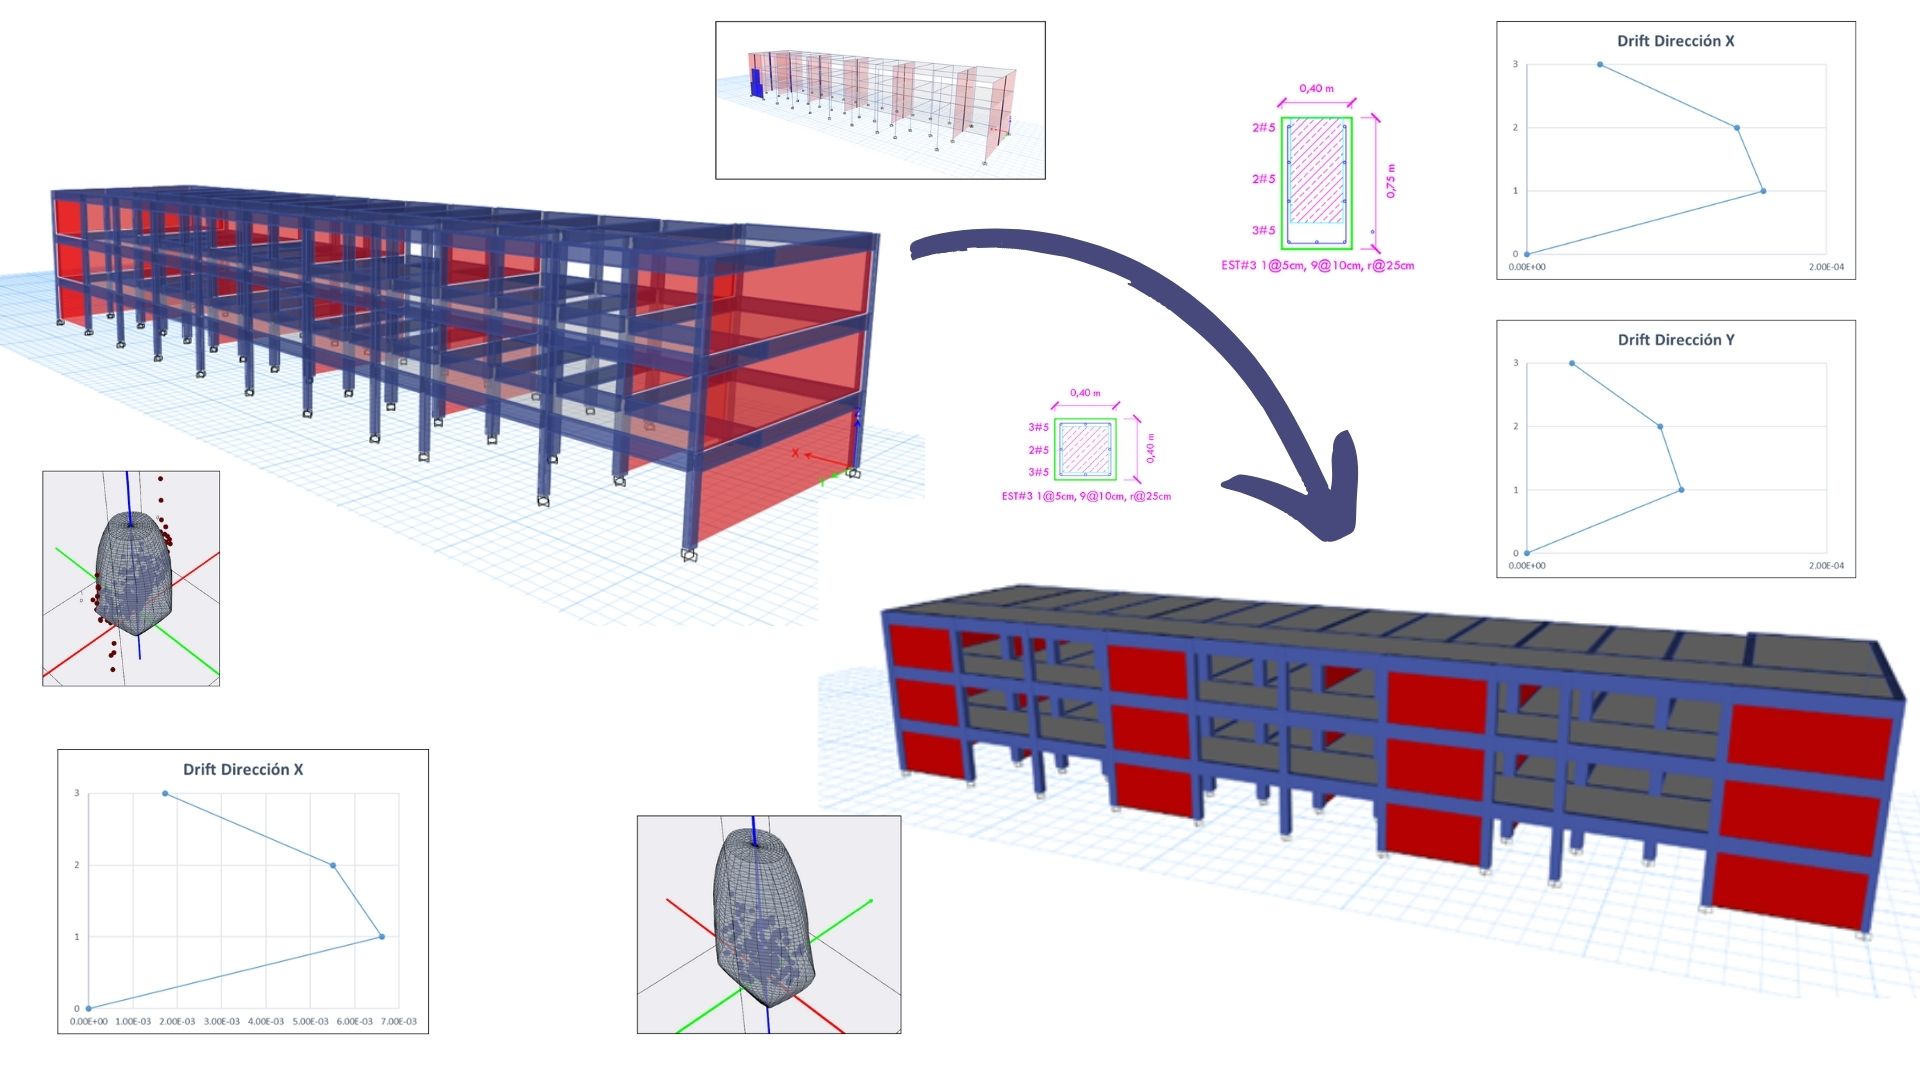 Drift Dirección X
3
2
1
0
0.00E+00 2.00E-04
0,40 m
2#5
2#5
3#5
0,75 m
EST#3 1@5cm, 9@10cm, r@25cm
Drift Dirección Y
3
2
1
0
0.00E+00 2.00E-04
0,40 m
3#5
2#5
3#5
0,40 m
EST#3 1@5cm, 9@10cm, r@25cm
X
Drift Dirección X
3
2
1
0
0.00E+00 1.00E-03 2.00E-03 3.00E-03 4.00E-03 5.00E-03 6.00E-03 7.00E-03